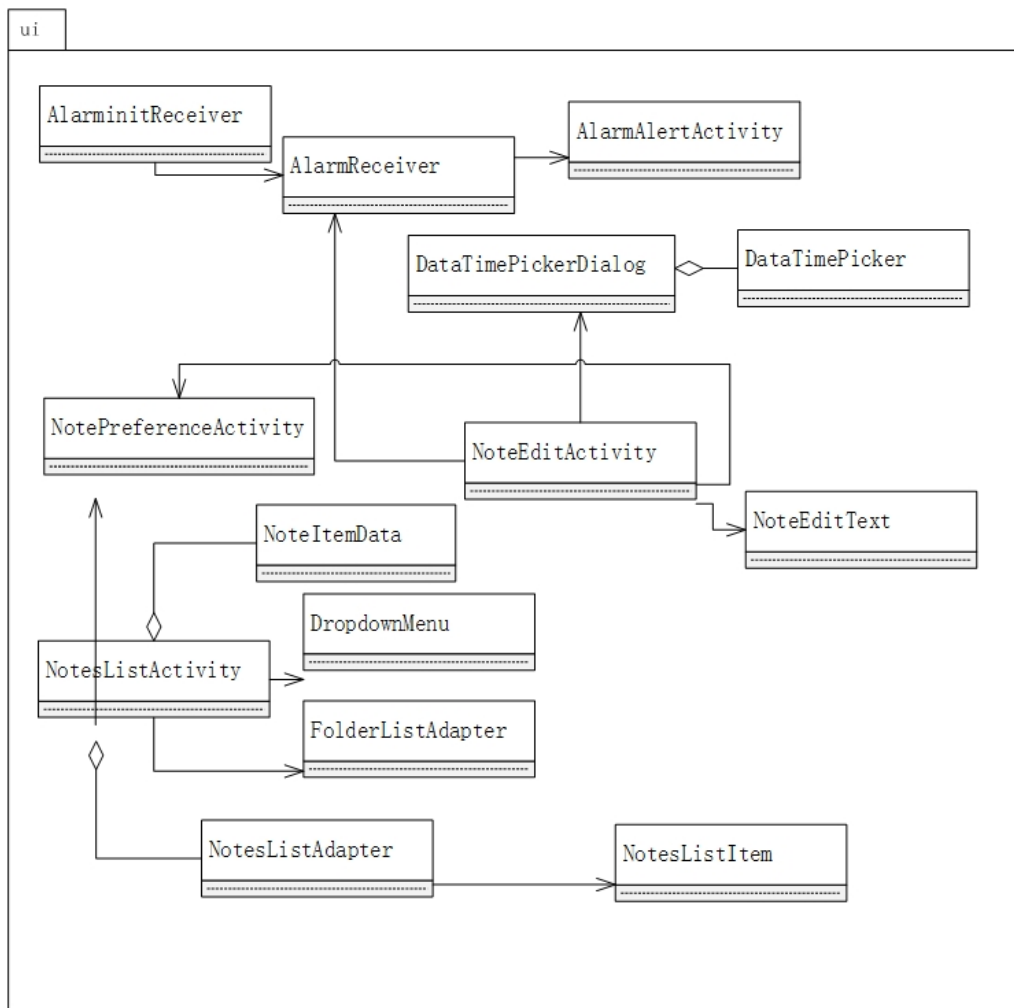 ui
AlarminitReceiver
AlarmReceiver
AlarmAlertActivity
DataTimePickerDialog
DataTimePicker
NotePreferenceActivity
NoteEditActivity
NoteEditText
NoteItemData
DropdownMenu
NotesListActivity
FolderListAdapter
NotesListAdapter
NotesListItem